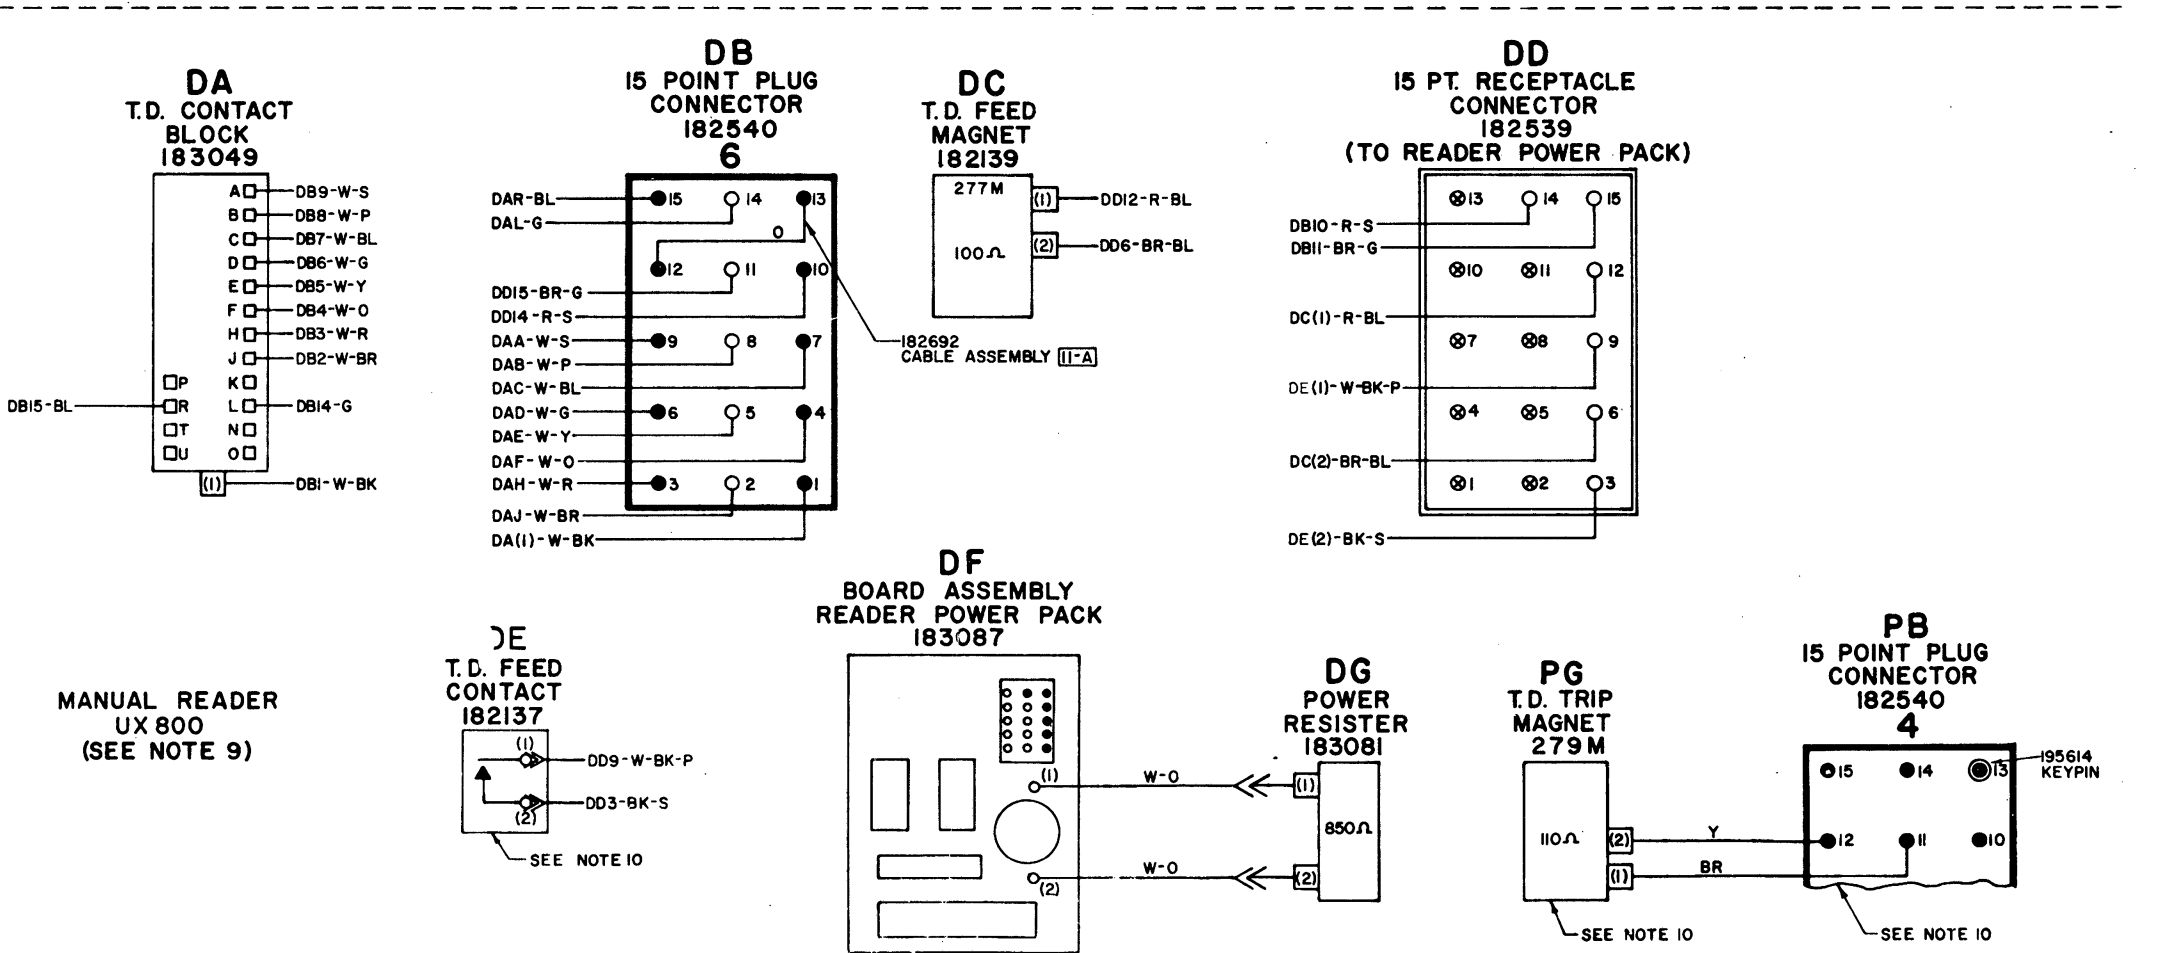 DA
T.D. CONTACT
BLOCK
183049
A DB9-W-S
B DB8-W-P
C DB7-W-BL
D DB6-W-G
E DB5-W-Y
F DB4-W-O
H DB3-W-R
J DB2-W-BR
P K
DB15-BL R L DB14-G
T N
U O
(1) DB1-W-BK
DB
15 POINT PLUG
CONNECTOR
182540
6
DAR-BL 15 14 13
DAL-G
O
12 11 10
DD15-BR-G
DD14-R-S
DAA-W-S 9 8 7
DAB-W-P
DAC-W-BL
DAD-W-G 6 5 4
DAE-W-Y
DAF-W-O
DAH-W-R 3 2 1
DAJ-W-BR
DA(1)-W-BK
182692
CABLE ASSEMBLY 11-A
DC
T.D. FEED
MAGNET
182139
277M
(1) DD12-R-BL
100Ω
(2) DD6-BR-BL
DD
15 PT. RECEPTACLE
CONNECTOR
182539
(TO READER POWER PACK)
13 14 15
DB10-R-S
DB11-BR-G
10 11 12
DC(1)-R-BL
7 8 9
DE(1)-W-BK-P
4 5 6
DC(2)-BR-BL
1 2 3
DE(2)-BK-S
MANUAL READER
UX 800
(SEE NOTE 9)
E
T.D. FEED
CONTACT
182137
(1) DD9-W-BK-P
DD3-BK-S
(2)
SEE NOTE 10
DF
BOARD ASSEMBLY
READER POWER PACK
183087
(1) W-O
(2) W-O
DG
POWER
RESISTER
183081
(1)
850Ω
(2)
PG
T.D. TRIP
MAGNET
279M
110Ω
(2) Y
(1) BR
SEE NOTE 10
PB
15 POINT PLUG
CONNECTOR
182540
4
15 14 13
195614
KEYPIN
12 11 10
SEE NOTE 10